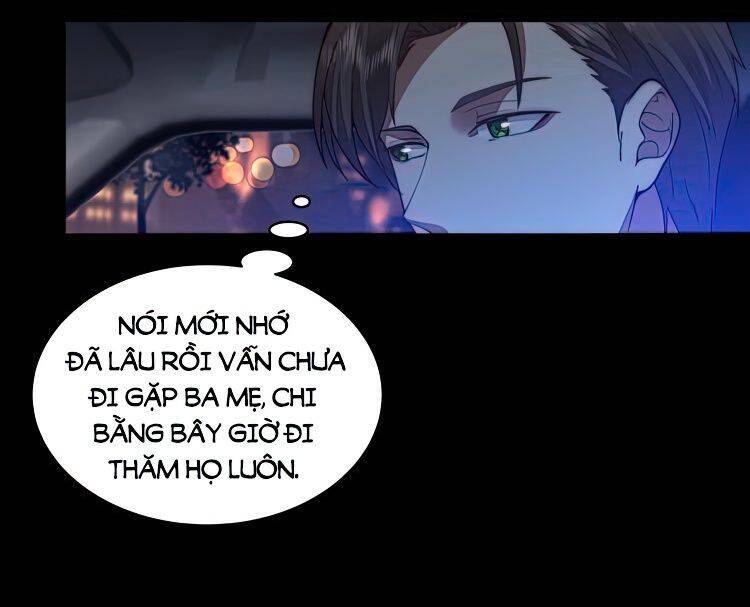 NÓI MỚI NHỚ
ĐÃ LÂU RỒI VẪN CHƯA
ĐI GẶP BA MẸ, CHI
BẰNG BÂY GIỜ ĐI
THĂM HỌ LUÔN.